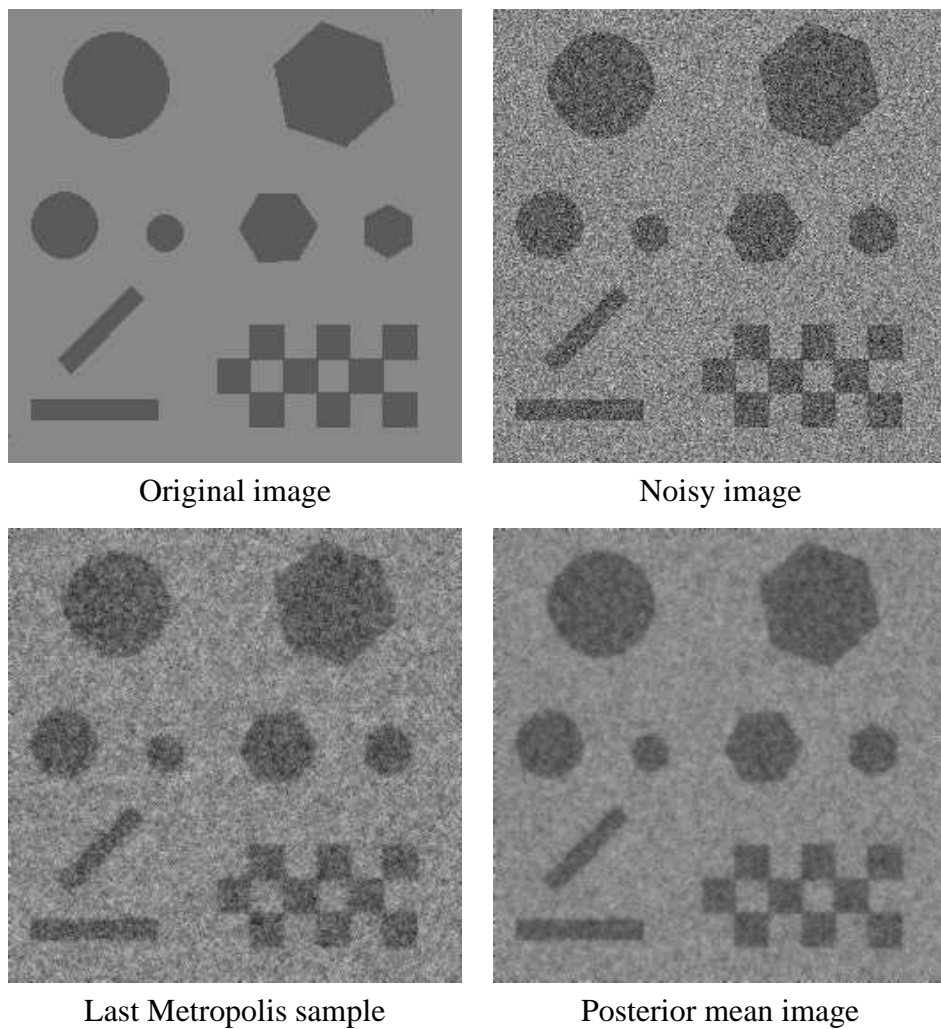 Original image
Noisy image
Last Metropolis sample
Posterior mean image